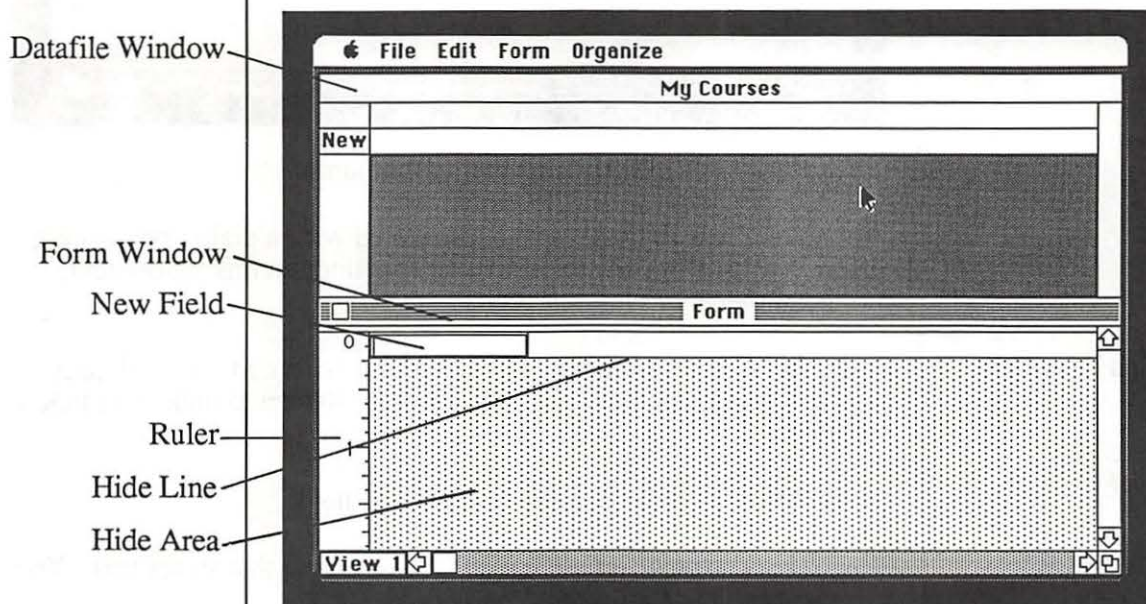 Datafile Window
File Edit Form Organize
My Courses
New
Form Window
Form
New Field
0
Ruler
1
Hide Line
Hide Area
View 1